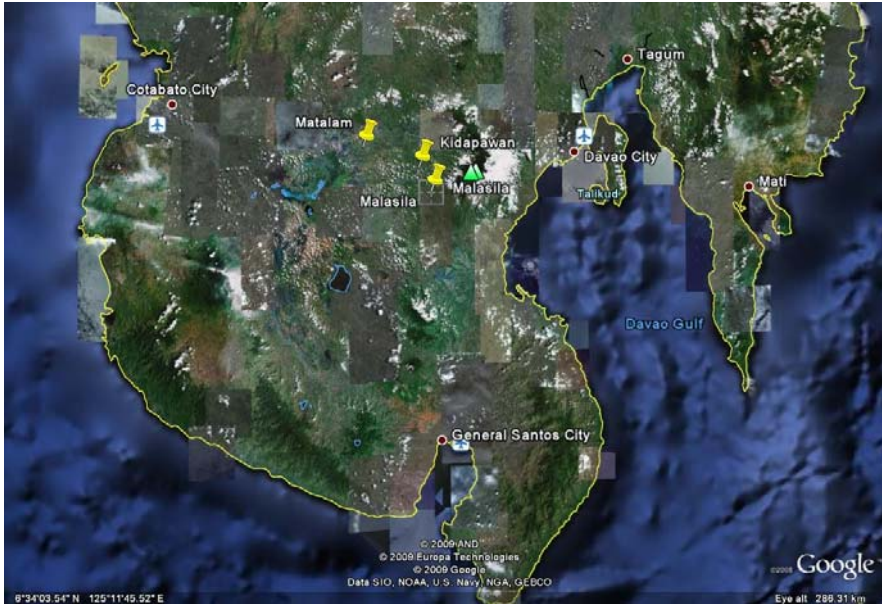 Tagum
Cotabato City
Matalam
Kidapawan
Davao City
Malasila
Mati
Malasila
Talikud
Davao Gulf
General Santos City
© 2009 AND
© 2009 Europa Technologies
© 2009 Google
Data SIO, NOAA, U.S. Navy, NGA, GEBCO
Google
6°34'03.54" N 125°11'45.52" E
Eye alt 286.31 km